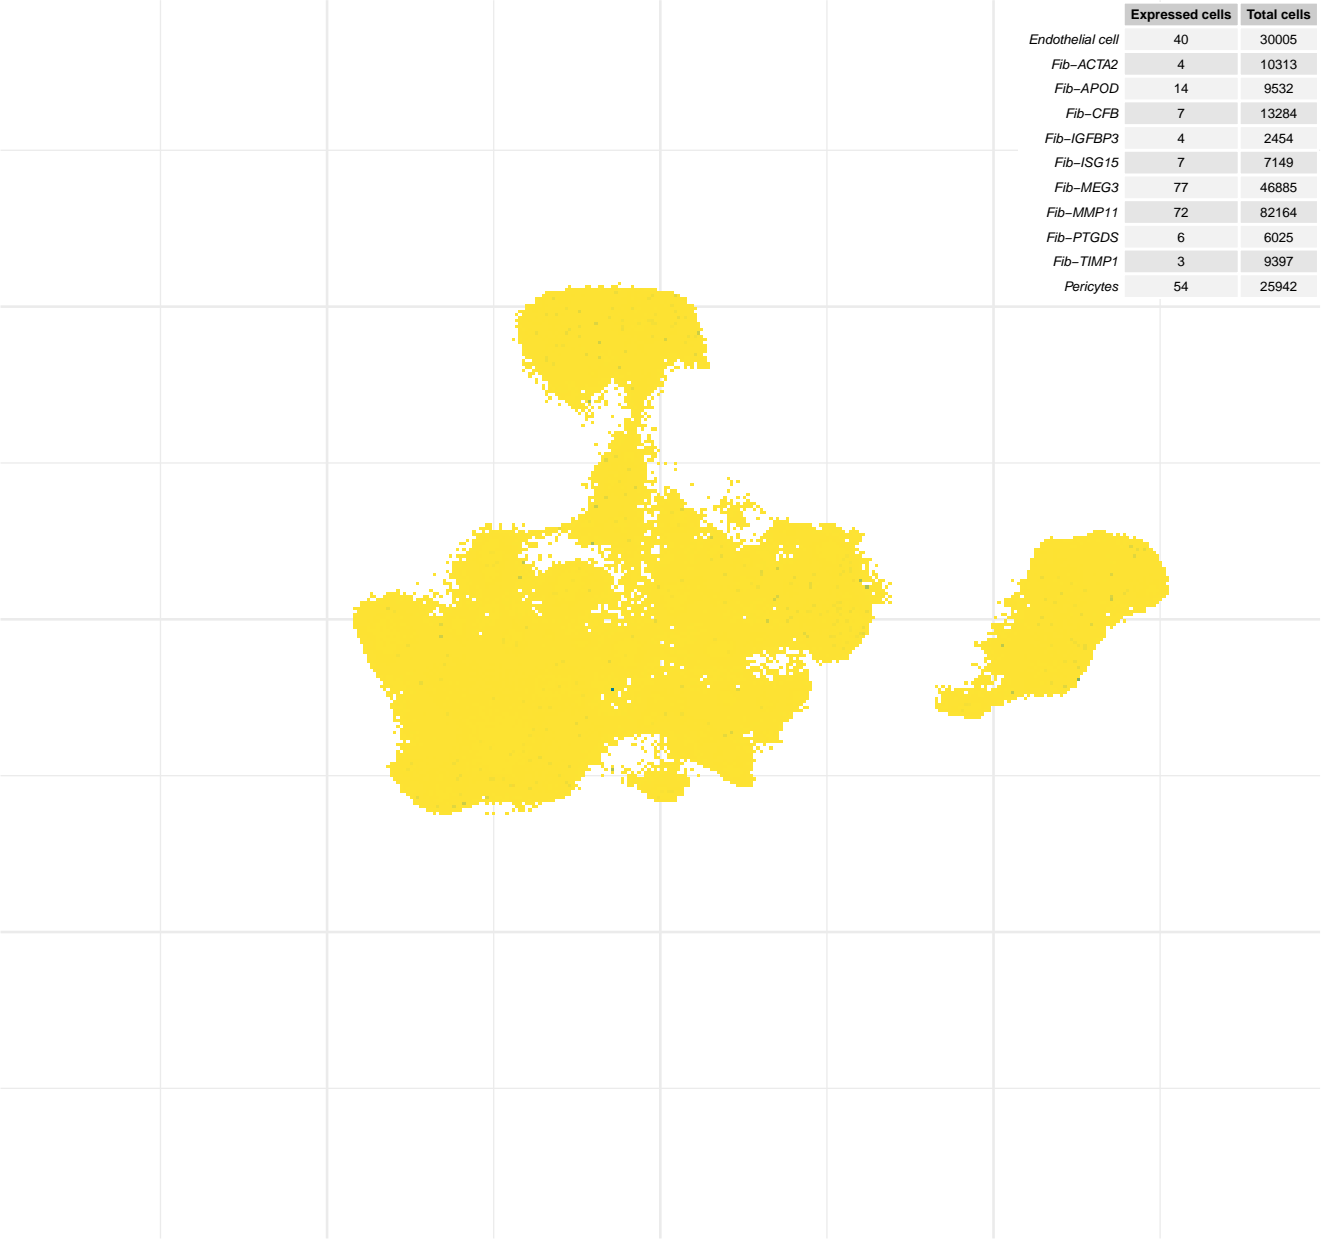 Expressed cells Total cells
Endothelial cell 40 30005
Fib−ACTA2 4 10313
Fib−APOD 14 9532
Fib−CFB 7 13284
Fib−IGFBP3 4 2454
Fib−ISG15 7 7149
Fib−MEG3 77 46885
Fib−MMP11 72 82164
Fib−PTGDS 6 6025
Fib−TIMP1 3 9397
Pericytes 54 25942